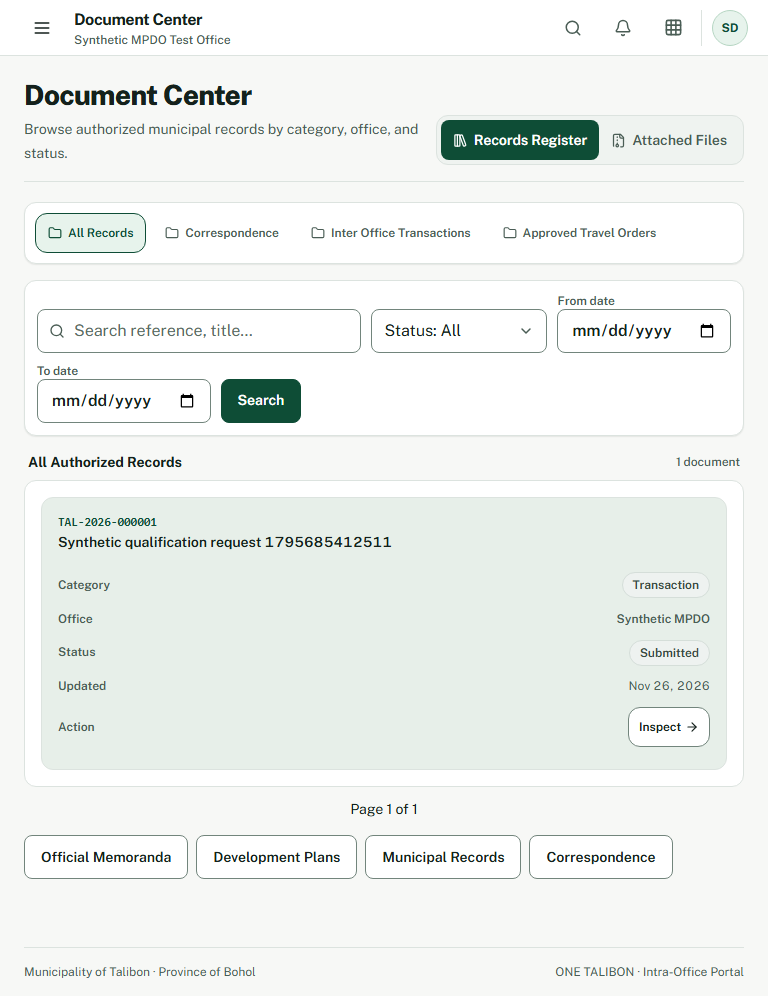 Document Center
Synthetic MPDO Test Office
SD
Document Center
Browse authorized municipal records by category, office, and
status.
Records Register
Attached Files
All Records
Correspondence
Inter Office Transactions
Approved Travel Orders
From date
Search reference, title...
Status: All
mm/dd/yyyy
To date
mm/dd/yyyy
Search
All Authorized Records
1 document
TAL-2026-000001
Synthetic qualification request 1795685412511
Category
Transaction
Office
Synthetic MPDO
Status
Submitted
Updated
Nov 26, 2026
Action
Inspect →
Page 1 of 1
Official Memoranda
Development Plans
Municipal Records
Correspondence
Municipality of Talibon · Province of Bohol
ONE TALIBON · Intra-Office Portal